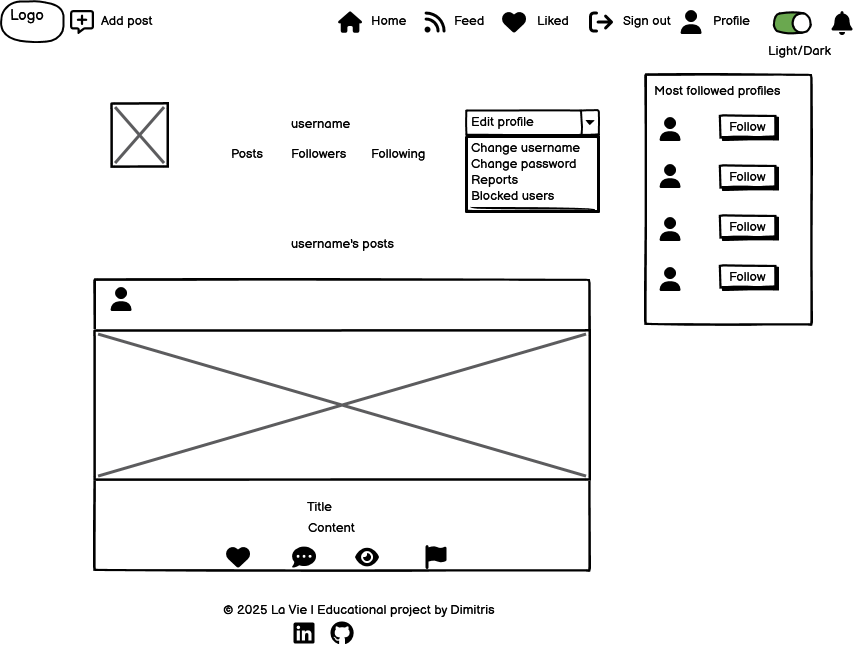 Logo
Add post
Home
Feed
Liked
Sign out
Profile
Light/Dark
username
Posts Followers Following
Edit profile
Change username
Change password
Reports
Blocked users
Most followed profiles
Follow
Follow
Follow
Follow
username's posts
Title
Content
© 2025 La Vie I Educational project by Dimitris
in